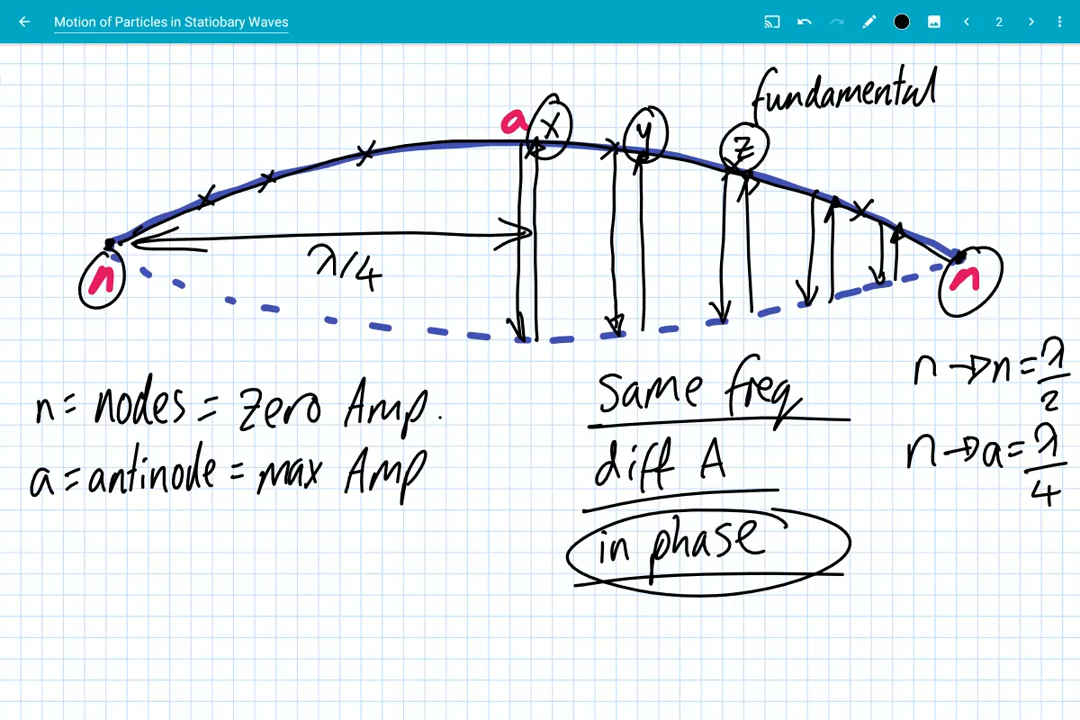 Motion of Particles in Statiobary Waves
2
fundamental
a
X
y
z
n
λ/4
n
n→n=λ/2
n→a=λ/4
n = nodes = Zero Amp.
a = antinode = max Amp
Same freq
diff A
in phase